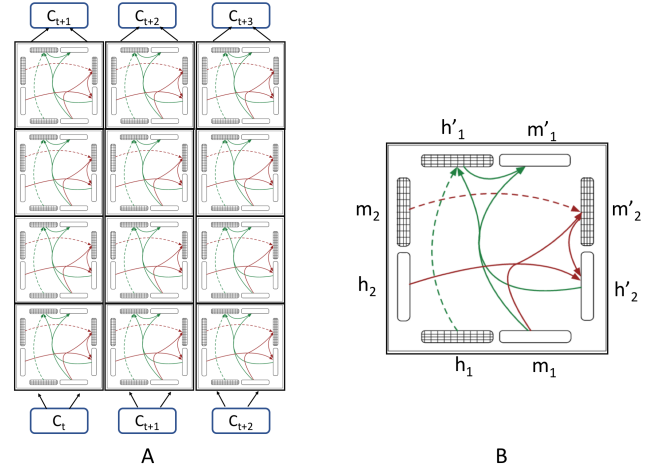 C_{t+1} C_{t+2} C_{t+3}
C_t C_{t+1} C_{t+2}
A
h′_1 m′_1
m_2 m′_2
h_2 h′_2
h_1 m_1
B